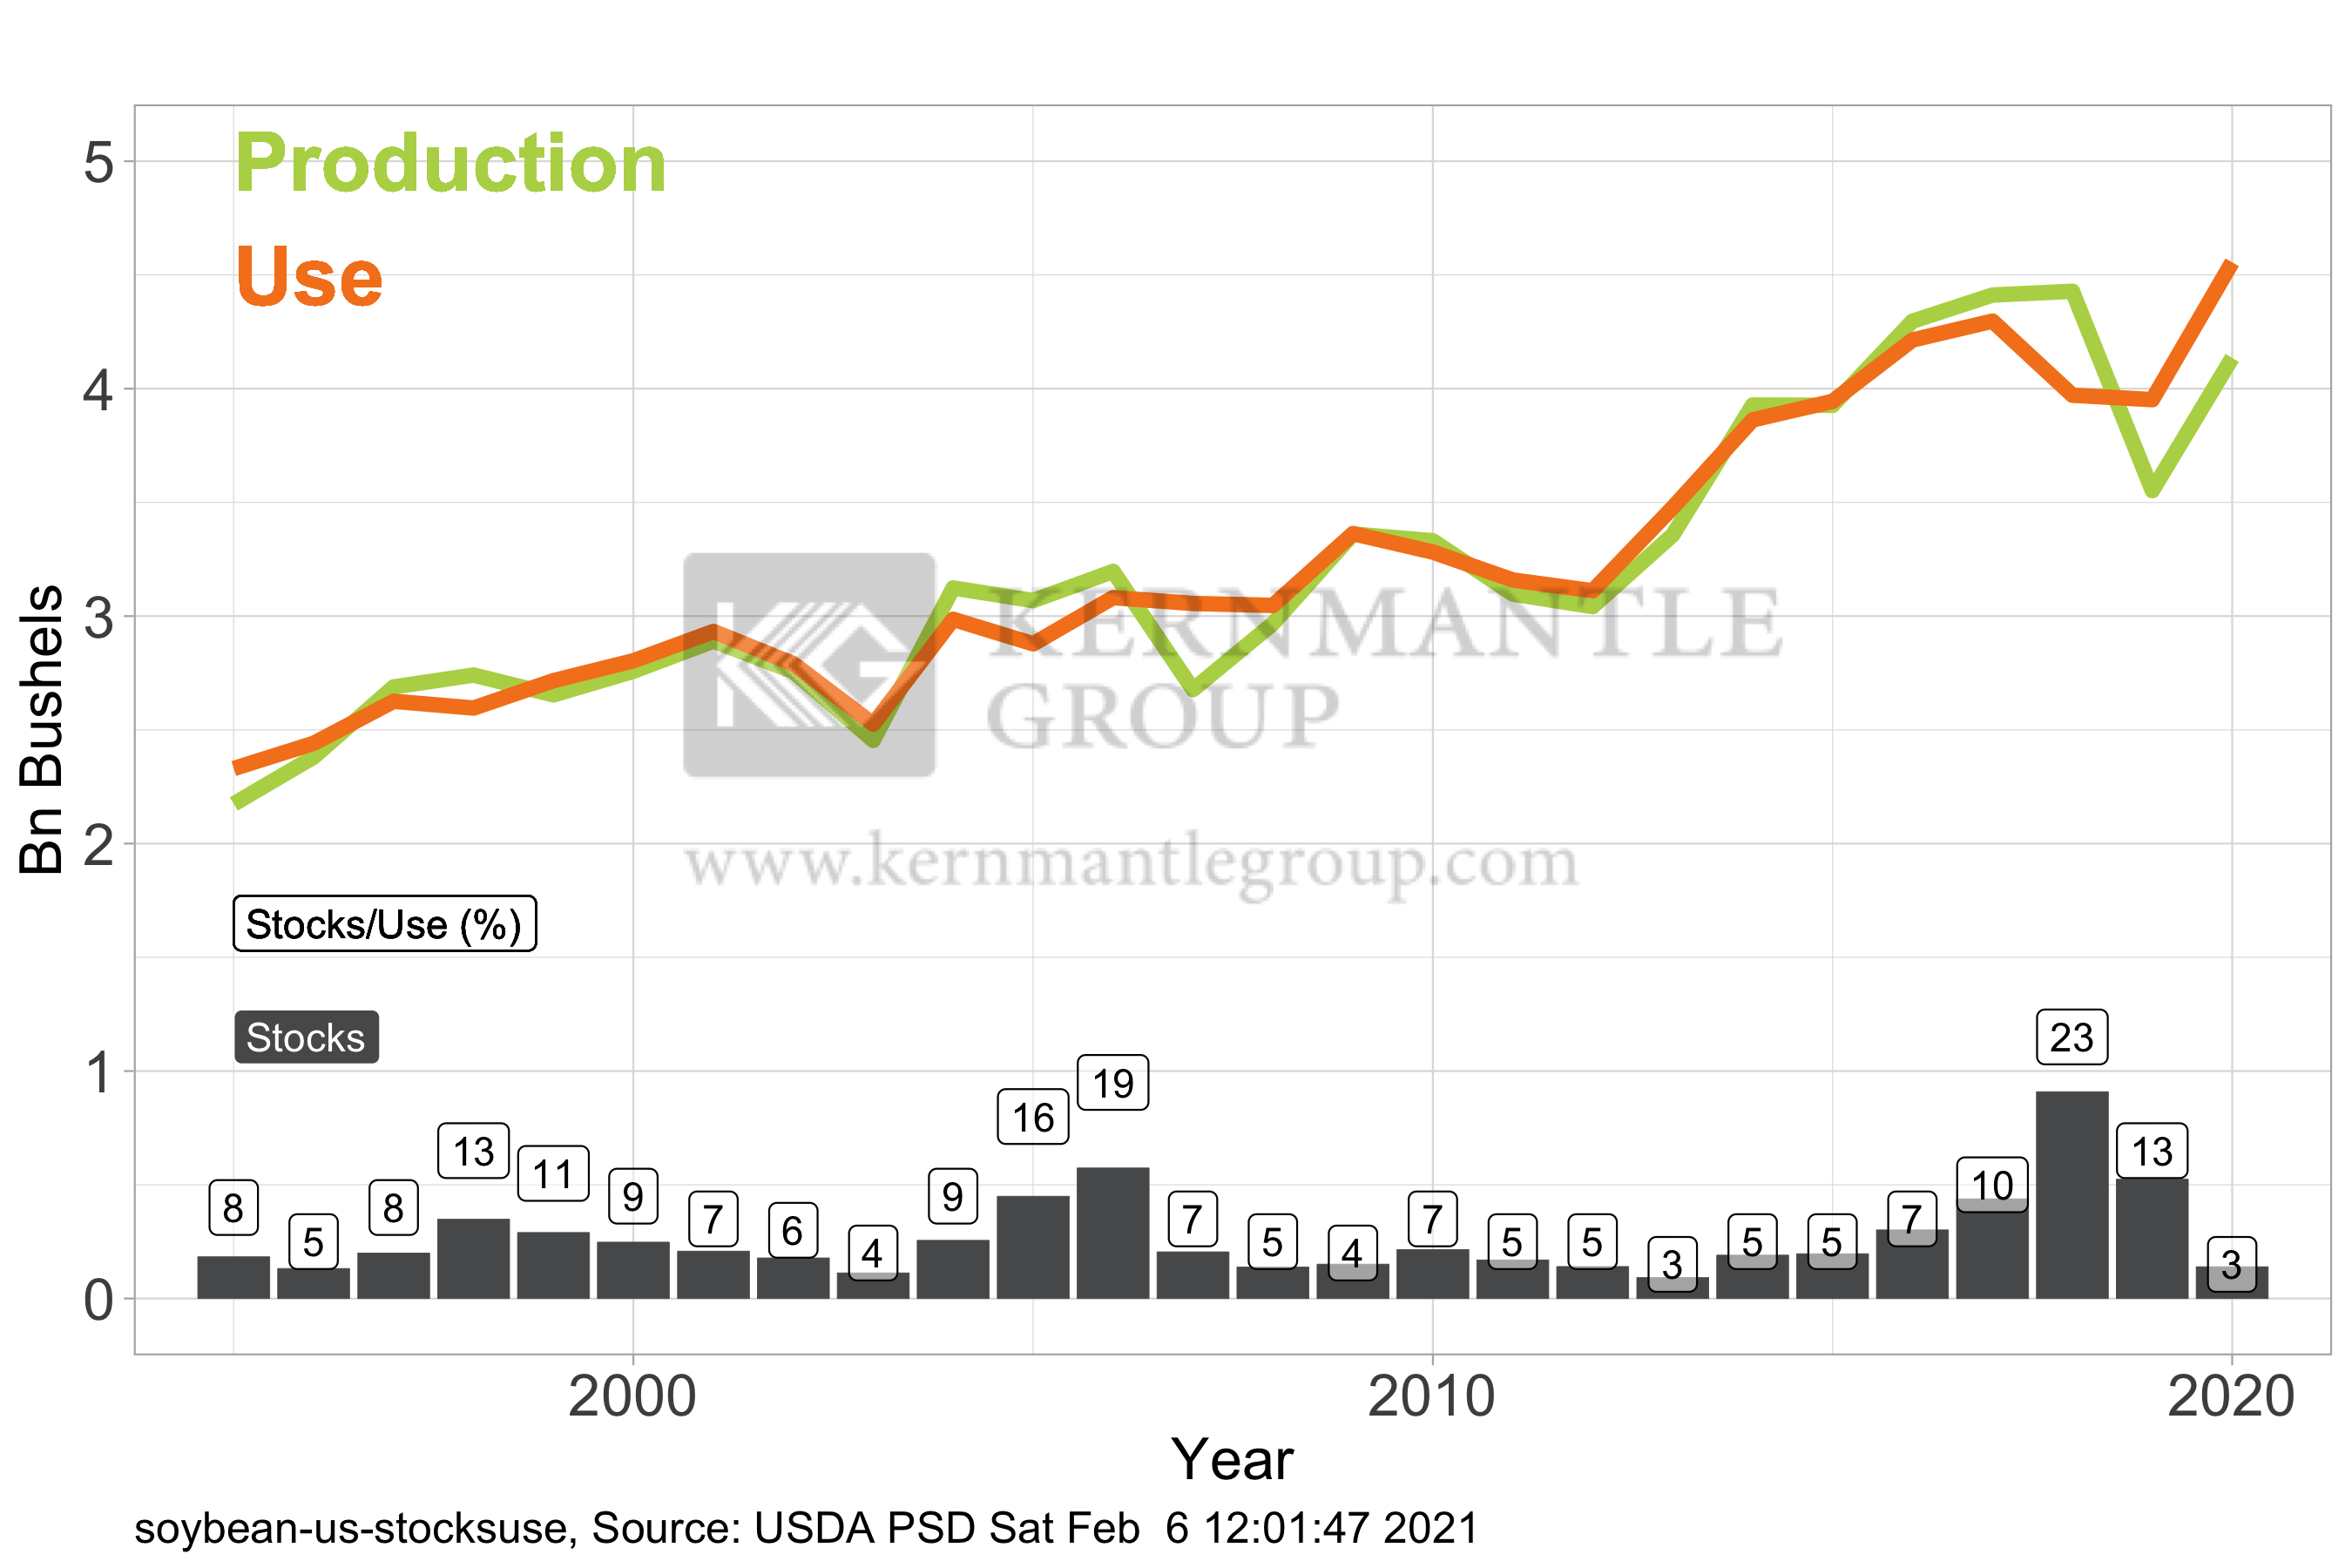 Production
Use
5
4
3
2
1
0
Bn Bushels
KERNMANTLE
GROUP
www.kernmantlegroup.com
Stocks/Use (%)
Stocks
8 5 8 13 11 9 7 6 4 9 16 19 7 5 4 7 5 5 3 5 5 7 10 23 13 3
2000 2010 2020
Year
soybean-us-stocksuse, Source: USDA PSD Sat Feb  6 12:01:47 2021